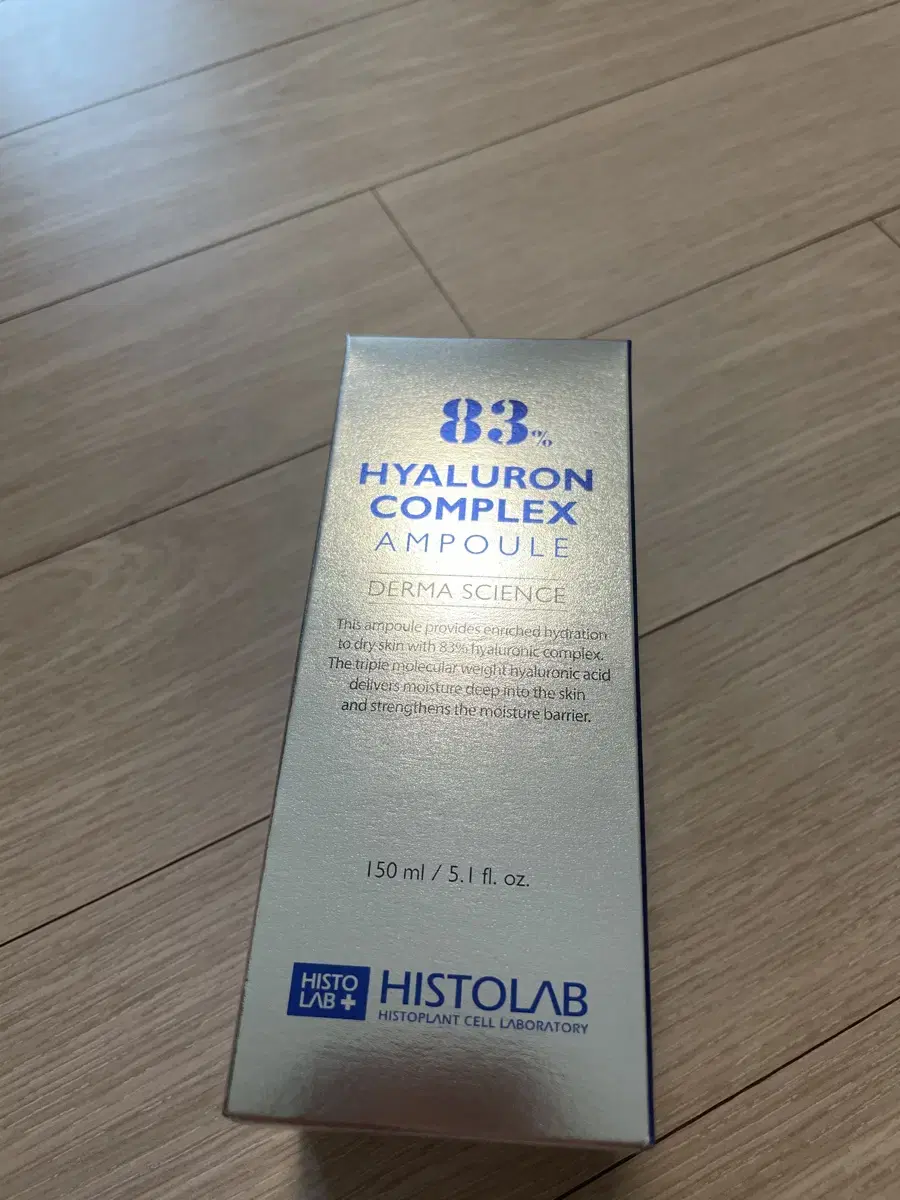 83%
HYALURON
COMPLEX
AMPOULE
DERMA SCIENCE
This ampoule provides enriched hydration
to dry skin with 83% hyaluronic complex.
The triple molecular weight hyaluronic acid
delivers moisture deep into the skin
and strengthens the moisture barrier.
150 ml / 5.1 fl. oz.
HISTO
LAB+
HISTOLAB
HISTOPLANT CELL LABORATORY